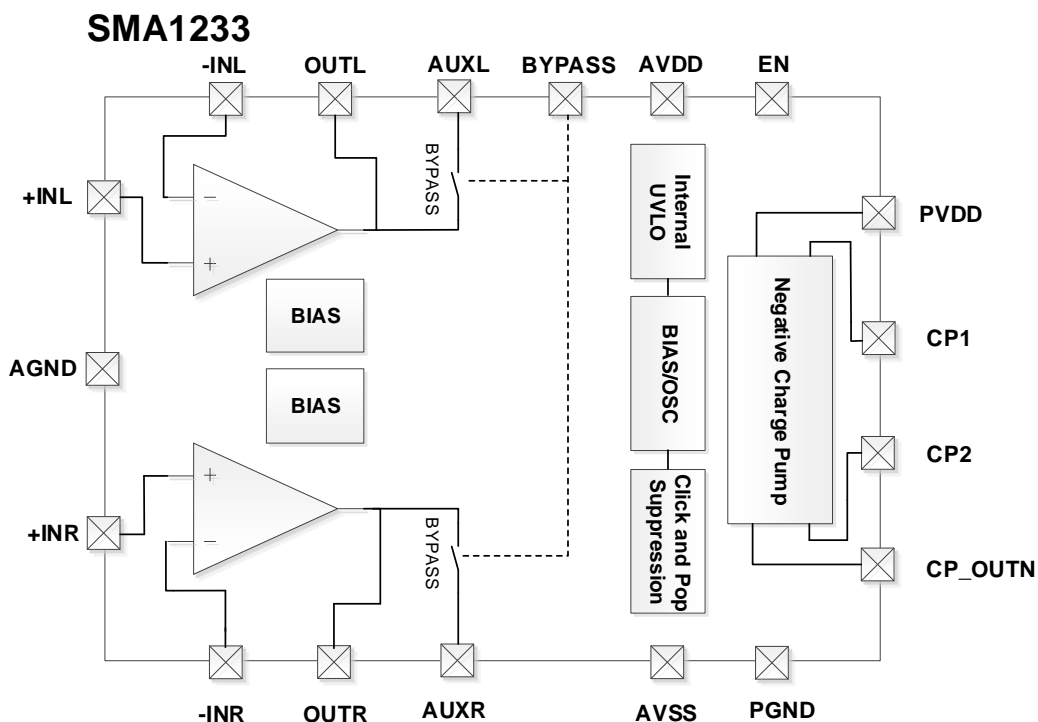 SMA1233
-INL
OUTL
AUXL
BYPASS
AVDD
EN
+INL
BYPASS
Internal
UVLO
PVDD
BIAS
BIAS/OSC
Negative Charge Pump
CP1
AGND
BIAS
CP2
+INR
BYPASS
Click and Pop
Suppression
CP_OUTN
-INR
OUTR
AUXR
AVSS
PGND